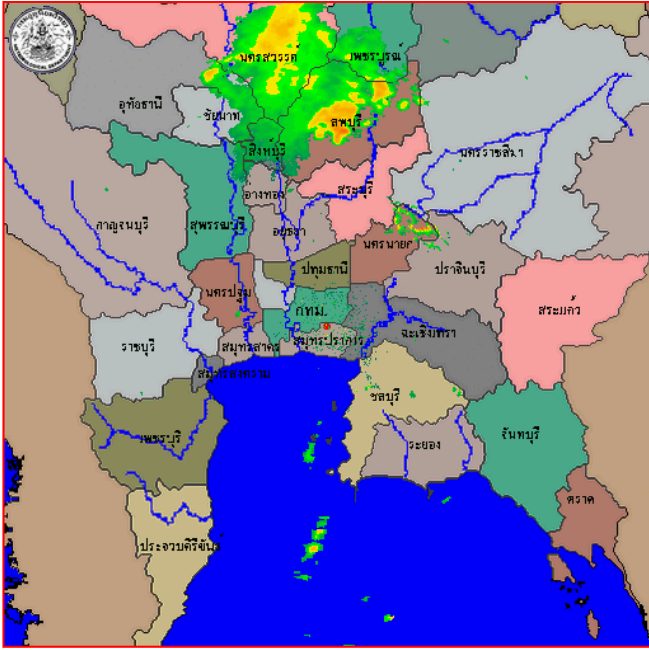 นครสวรรค์
เพชรบูรณ์
อุทัยธานี
ชัยนาท
ลพบุรี
สิงห์บุรี
นครราชสีมา
อ่างทอง
สระบุรี
กาญจนบุรี
สุพรรณบุรี
อยุธยา
นครนายก
ปทุมธานี
ปราจีนบุรี
นครปฐม
กทม.
สระแก้ว
ฉะเชิงเทรา
ราชบุรี
สมุทรสาคร
สมุทรปราการ
สมุทรสงคราม
ชลบุรี
เพชรบุรี
ระยอง
จันทบุรี
ตราด
ประจวบคีรีขันธ